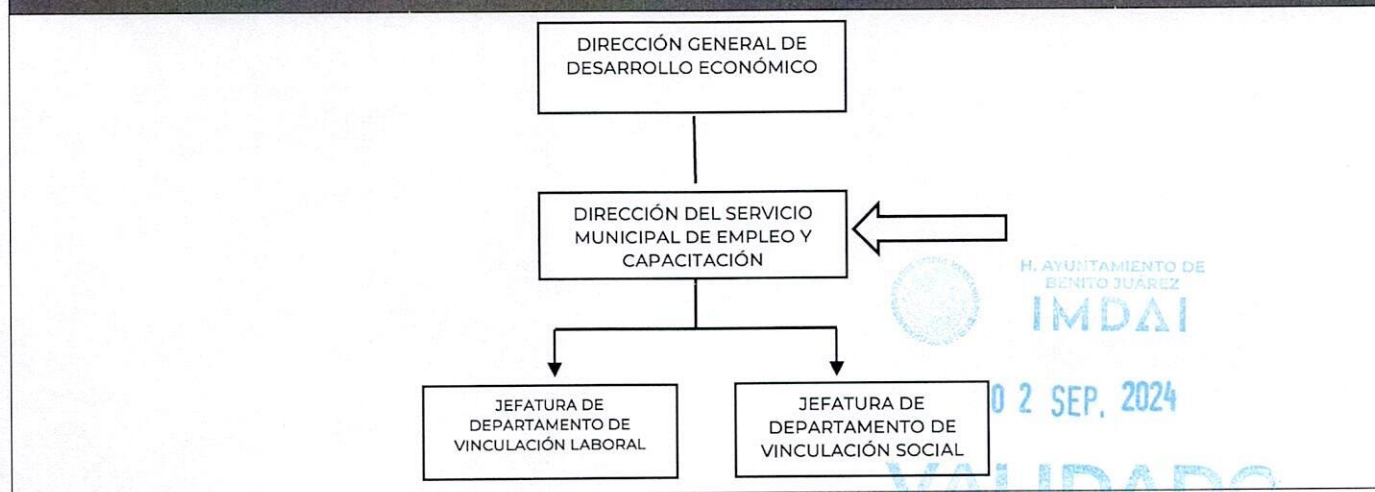 DIRECCIÓN GENERAL DE
DESARROLLO ECONÓMICO
DIRECCIÓN DEL SERVICIO
MUNICIPAL DE EMPLEO Y
CAPACITACIÓN
H. AYUNTAMIENTO DE
BENITO JUÁREZ
IMDAI
JEFATURA DE
DEPARTAMENTO DE
VINCULACIÓN LABORAL
JEFATURA DE
DEPARTAMENTO DE
VINCULACIÓN SOCIAL
0 2 SEP. 2024